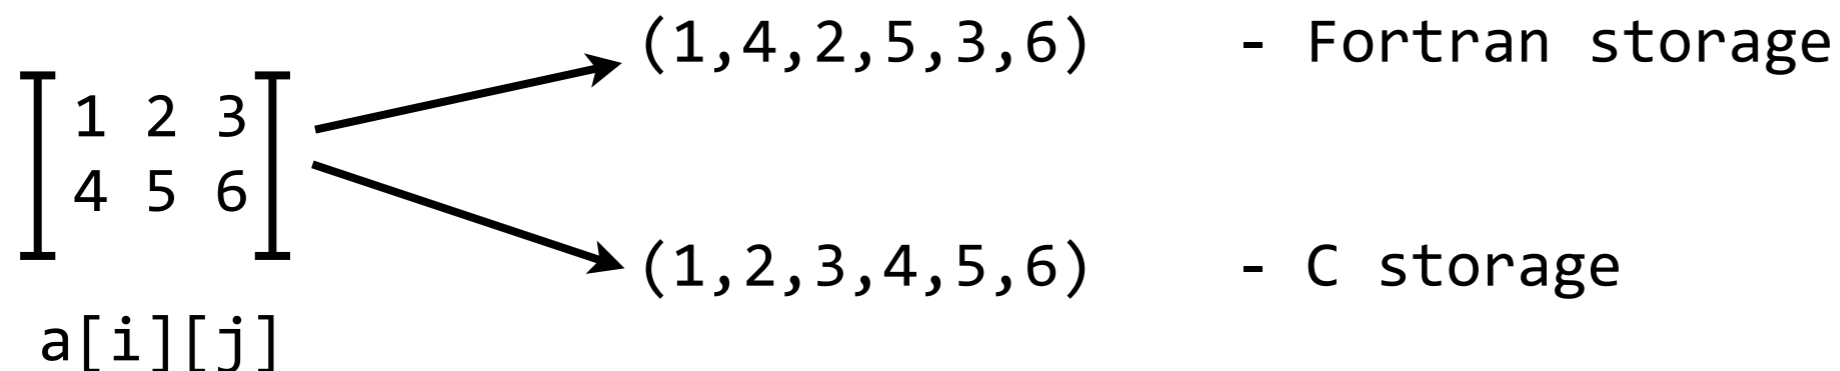 (1,4,2,5,3,6) - Fortran storage
1 2 3
4 5 6
(1,2,3,4,5,6) - C storage
a[i][j]